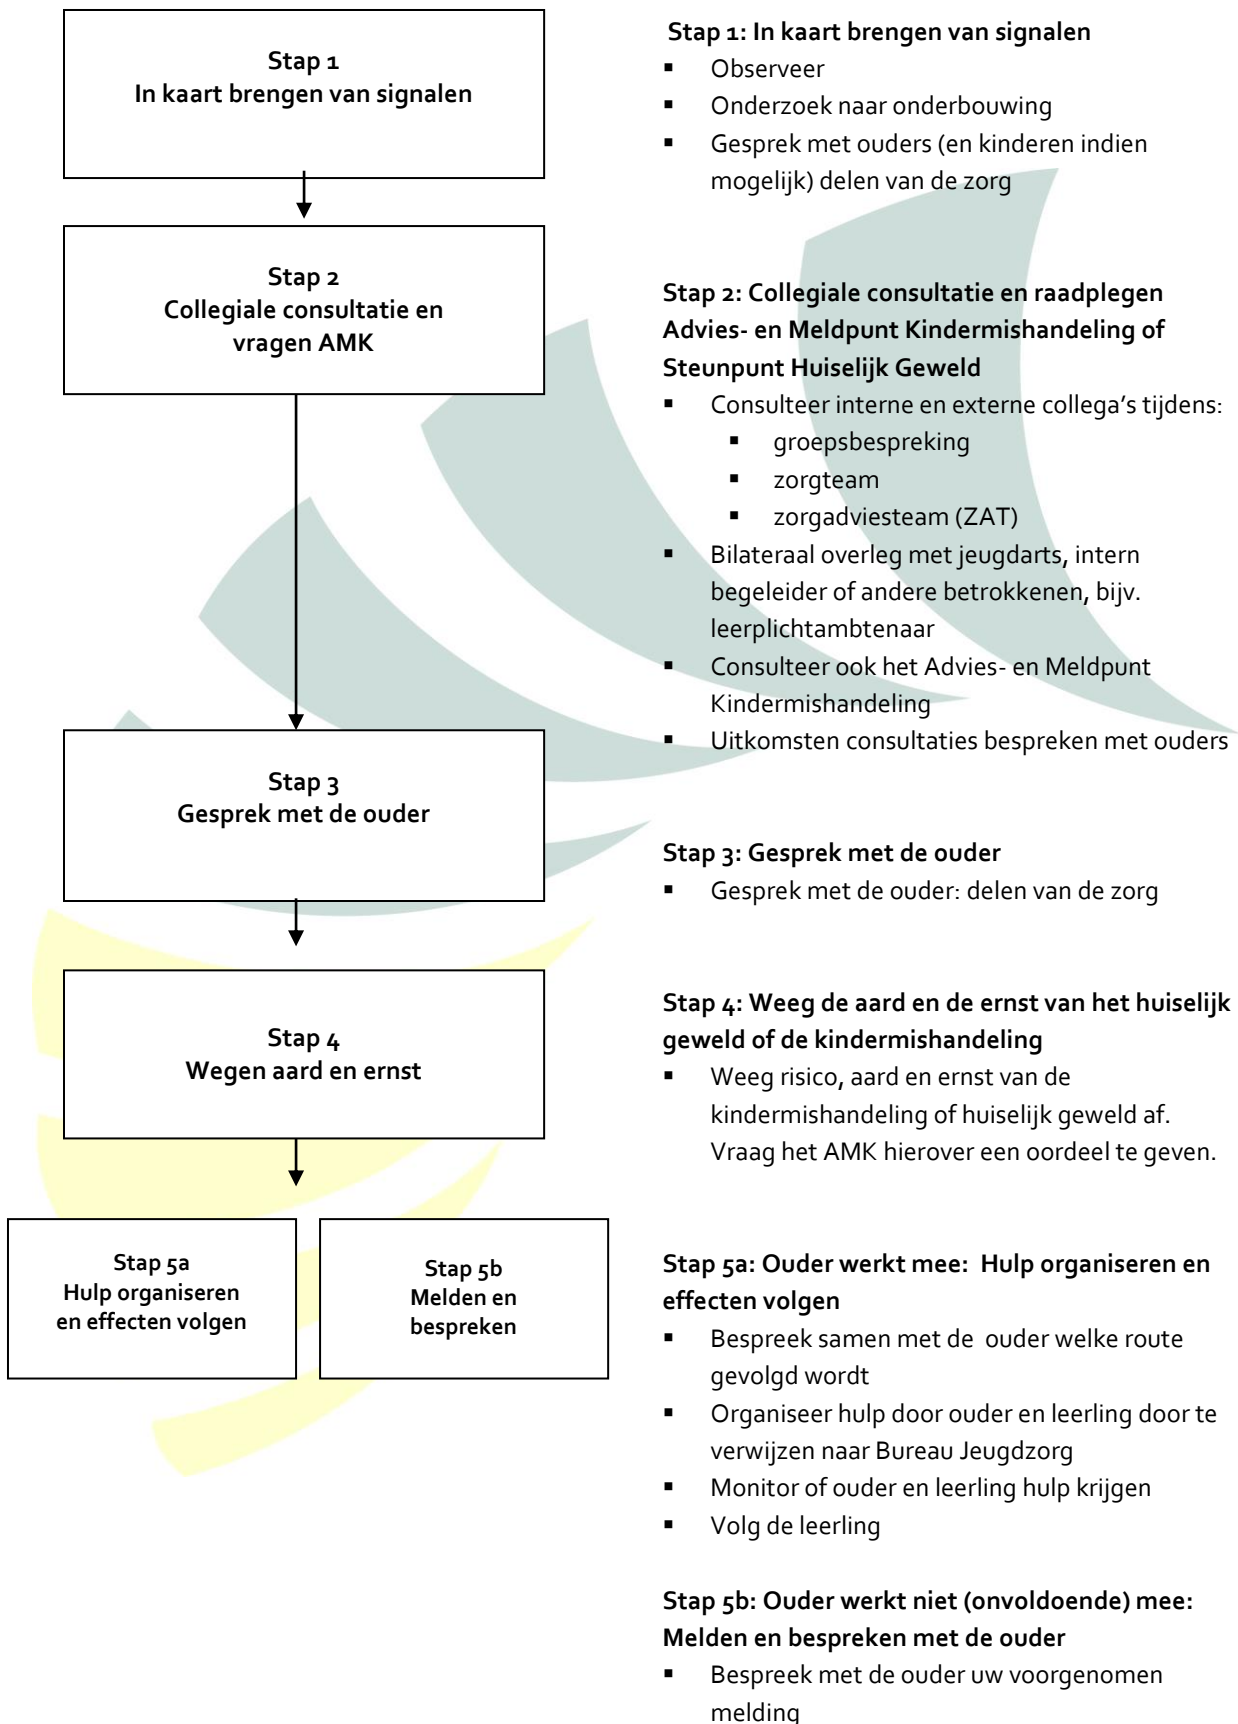 Stap 1
In kaart brengen van signalen
Stap 2
Collegiale consultatie en
vragen AMK
Stap 3
Gesprek met de ouder
Stap 4
Wegen aard en ernst
Stap 5a
Hulp organiseren
en effecten volgen
Stap 5b
Melden en
bespreken
Stap 1: In kaart brengen van signalen
▪ Observeer
▪ Onderzoek naar onderbouwing
▪ Gesprek met ouders (en kinderen indien
mogelijk) delen van de zorg
Stap 2: Collegiale consultatie en raadplegen
Advies- en Meldpunt Kindermishandeling of
Steunpunt Huiselijk Geweld
▪ Consulteer interne en externe collega’s tijdens:
▪ groepsbespreking
▪ zorgteam
▪ zorgadviesteam (ZAT)
▪ Bilateraal overleg met jeugdarts, intern
begeleider of andere betrokkenen, bijv.
leerplichtambtenaar
▪ Consulteer ook het Advies- en Meldpunt
Kindermishandeling
▪ Uitkomsten consultaties bespreken met ouders
Stap 3: Gesprek met de ouder
▪ Gesprek met de ouder: delen van de zorg
Stap 4: Weeg de aard en de ernst van het huiselijk
geweld of de kindermishandeling
▪ Weeg risico, aard en ernst van de
kindermishandeling of huiselijk geweld af.
Vraag het AMK hierover een oordeel te geven.
Stap 5a: Ouder werkt mee: Hulp organiseren en
effecten volgen
▪ Bespreek samen met de ouder welke route
gevolgd wordt
▪ Organiseer hulp door ouder en leerling door te
verwijzen naar Bureau Jeugdzorg
▪ Monitor of ouder en leerling hulp krijgen
▪ Volg de leerling
Stap 5b: Ouder werkt niet (onvoldoende) mee:
Melden en bespreken met de ouder
▪ Bespreek met de ouder uw voorgenomen
melding